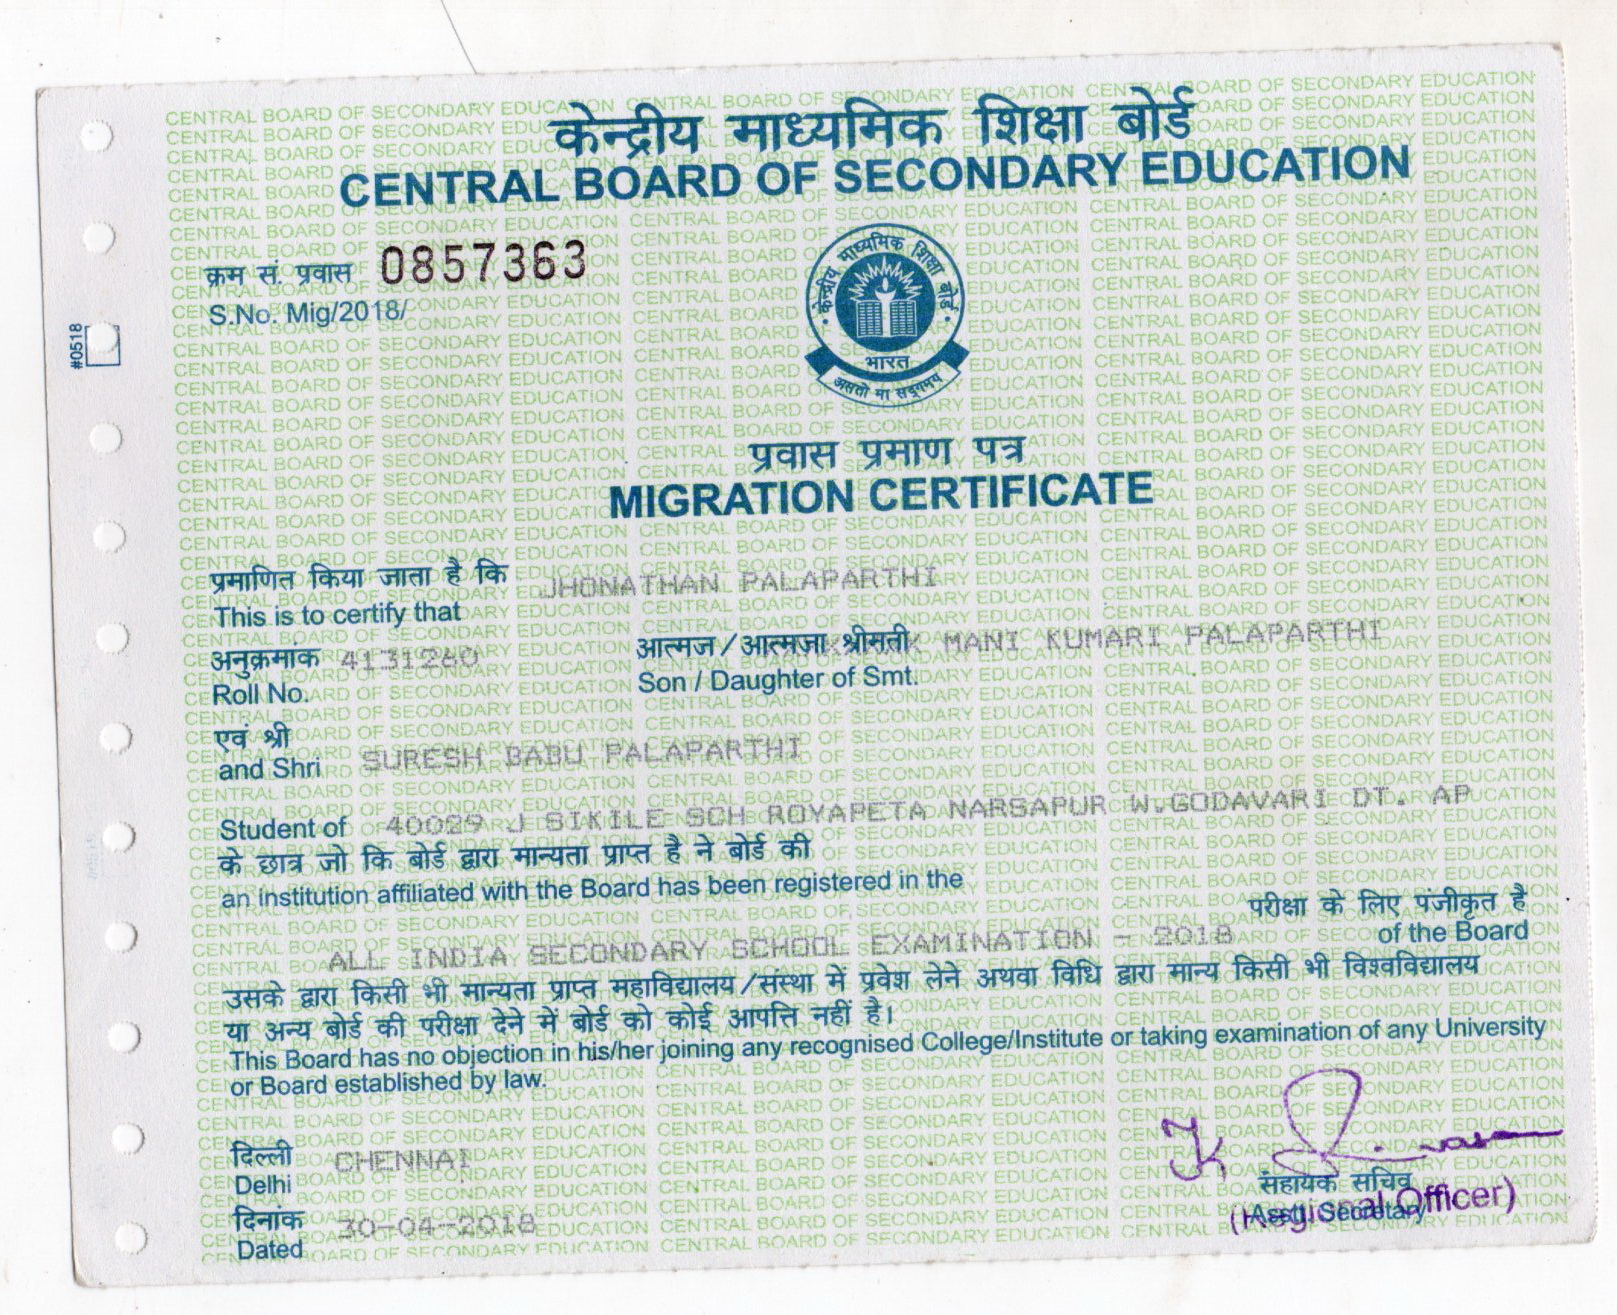 केन्द्रीय माध्यमिक शिक्षा बोर्ड
CENTRAL BOARD OF SECONDARY EDUCATION
क्रम सं. प्रवास 0857363
S.No. Mig/2018/
#0518
केन्द्रीय माध्यमिक शिक्षा बोर्ड
भारत
असतो मा सद्गमय
प्रवास प्रमाण पत्र
MIGRATION CERTIFICATE
प्रमाणित किया जाता है कि JHONATHAN PALAPARTHI
This is to certify that
अनुक्रमांक 4131260 आत्मज / आत्मजा श्रीमती MANI KUMARI PALAPARTHI
Roll No. Son / Daughter of Smt.
एवं श्री
and Shri SURESH BABU PALAPARTHI
Student of 40029 J SIKILE SCH ROYAPETA NARSAPUR W.GODAVARI DT. AP
के छात्र जो कि बोर्ड द्वारा मान्यता प्राप्त है ने बोर्ड की
an institution affiliated with the Board has been registered in the
परीक्षा के लिए पंजीकृत है
ALL INDIA SECONDARY SCHOOL EXAMINATION - 2018 of the Board
उसके द्वारा किसी भी मान्यता प्राप्त महाविद्यालय / संस्था में प्रवेश लेने अथवा विधि द्वारा मान्य किसी भी विश्वविद्यालय
या अन्य बोर्ड की परीक्षा देने में बोर्ड को कोई आपत्ति नहीं है।
This Board has no objection in his/her joining any recognised College/Institute or taking examination of any University
or Board established by law.
दिल्ली CHENNAI
Delhi
सहायक सचिव
Asstt. Secretary
(Regional Officer)
दिनांक 30-04-2018
Dated